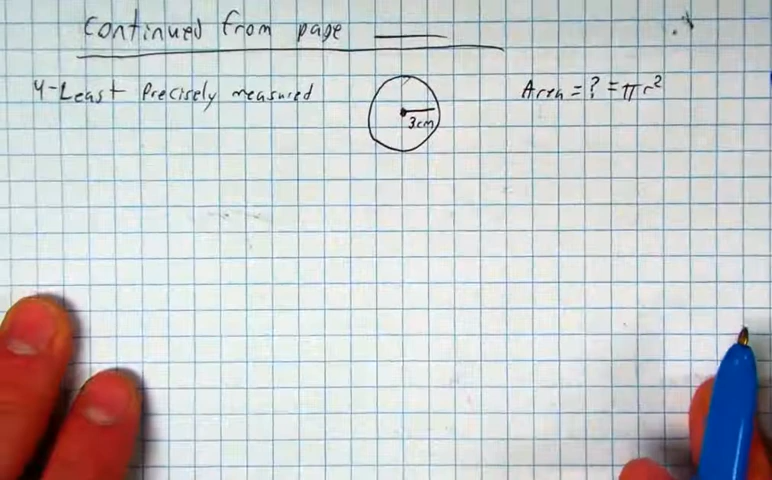 Continued from page
4-Least Precisely measured
3cm
Area = ? = πr²